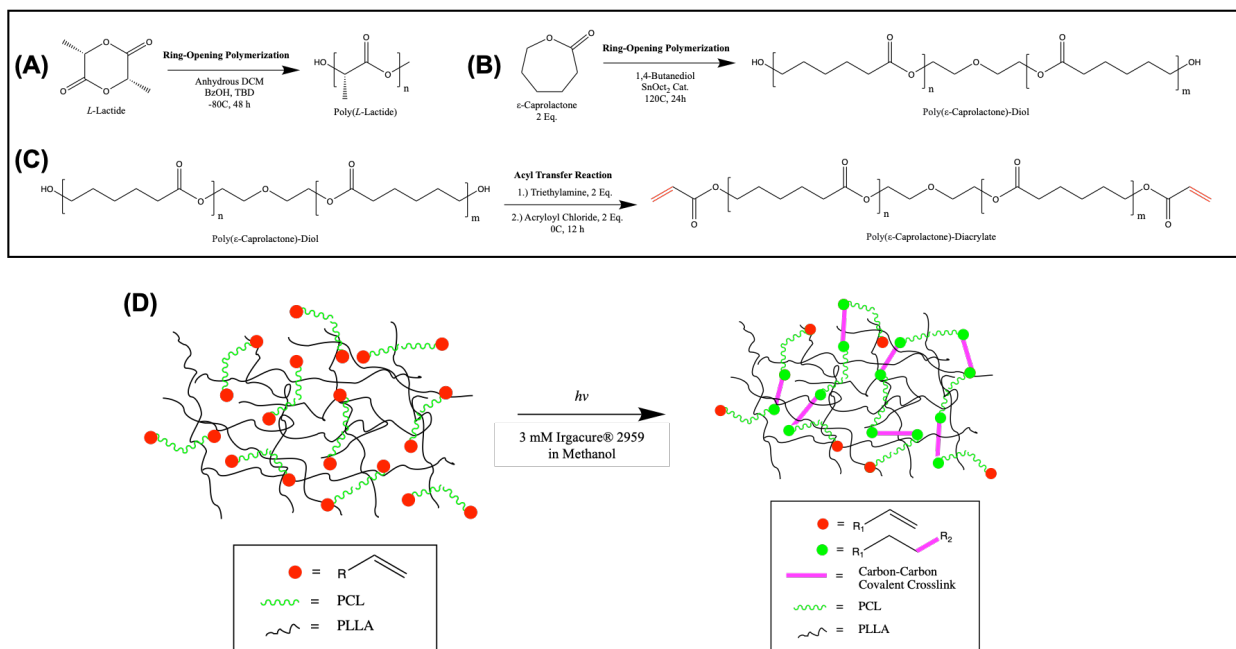 (A)
O
O
O
O
L-Lactide
Ring-Opening Polymerization
Anhydrous DCM
BzOH, TBD
-80C, 48 h
HO
O
O
n
Poly(L-Lactide)
(B)
O
O
ε-Caprolactone
2 Eq.
Ring-Opening Polymerization
1,4-Butanediol
SnOct2 Cat.
120C, 24h
HO
O
O
n
O
O
O
OH
m
Poly(ε-Caprolactone)-Diol
(C)
HO
O
O
n
O
O
O
OH
m
Poly(ε-Caprolactone)-Diol
Acyl Transfer Reaction
1.) Triethylamine, 2 Eq.
2.) Acryloyl Chloride, 2 Eq.
0C, 12 h
O
O
O
O
n
O
O
O
m
O
O
Poly(ε-Caprolactone)-Diacrylate
(D)
hν
3 mM Irgacure® 2959
in Methanol
= R
= PCL
= PLLA
= R1
= R1 R2
= Carbon-Carbon
Covalent Crosslink
= PCL
= PLLA